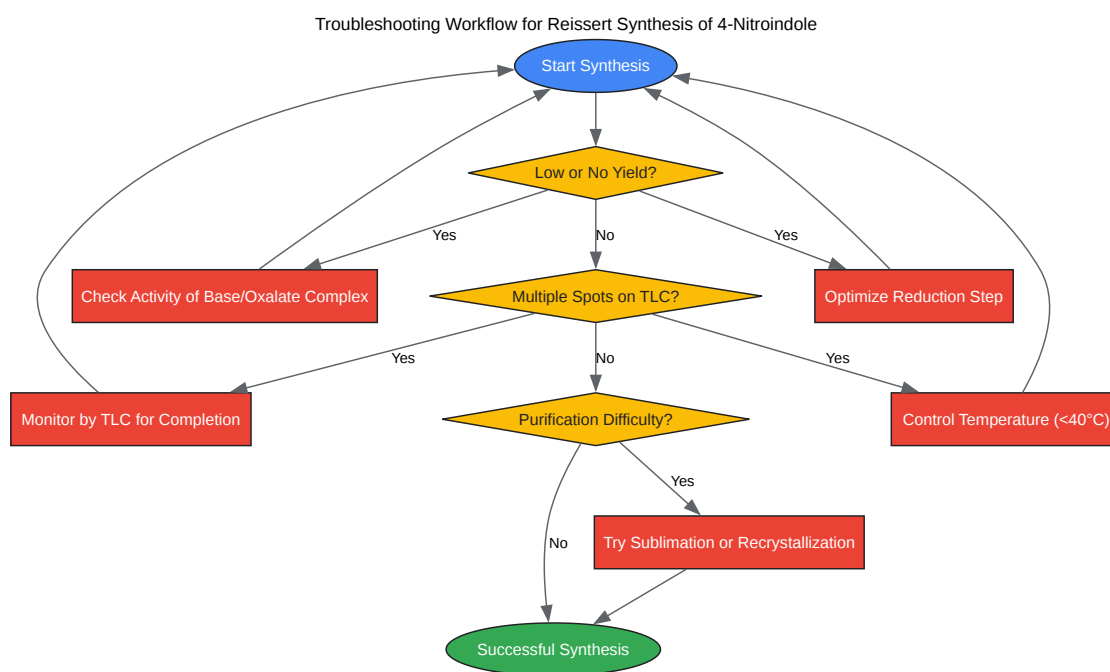 Troubleshooting Workflow for Reissert Synthesis of 4-Nitroindole
Start Synthesis
Low or No Yield?
Yes
No
Yes
Check Activity of Base/Oxalate Complex
Multiple Spots on TLC?
Optimize Reduction Step
Yes
No
Yes
Monitor by TLC for Completion
Purification Difficulty?
Control Temperature (<40°C)
Yes
No
Try Sublimation or Recrystallization
Successful Synthesis